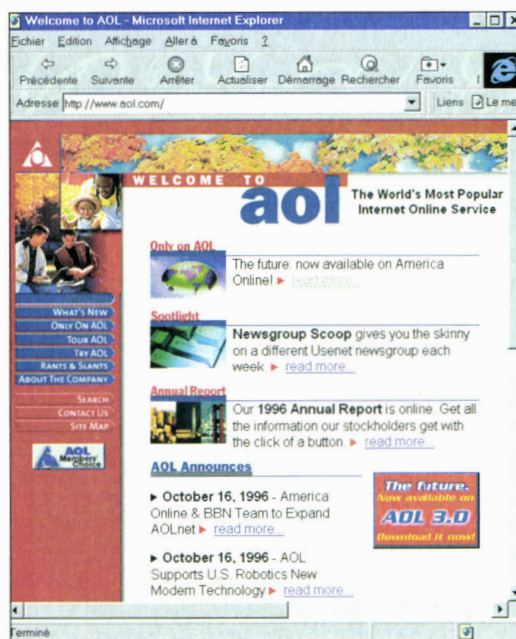 Welcome to AOL - Microsoft Internet Explorer
Fichier Edition Affichage Aller à Favoris ?
Précédente Suivante Arrêter Actualiser Démarrage Rechercher Favoris
Adresse http://www.aol.com/ Liens Le me
WELCOME TO
aol
The World's Most Popular
Internet Online Service
Only on AOL
The future: now available on America
Online! ► read more...
WHAT'S NEW
ONLY ON AOL
TOUR AOL
TRY AOL
RANTS & SLANTS
ABOUT THE COMPANY
SEARCH
CONTACT US
SITE MAP
AOL
Members'
Choice
Spotlight
Newsgroup Scoop gives you the skinny
on a different Usenet newsgroup each
week. ► read more...
Annual Report
Our 1996 Annual Report is online. Get all
the information our stockholders get with
the click of a button. ► read more...
AOL Announces
► October 16, 1996 - America
Online & BBN Team to Expand
AOLnet ► read more...
► October 16, 1996 - AOL
Supports U.S. Robotics New
Modem Technology ► read more...
The future.
Now available on
AOL 3.0
Download it now!
Terminé